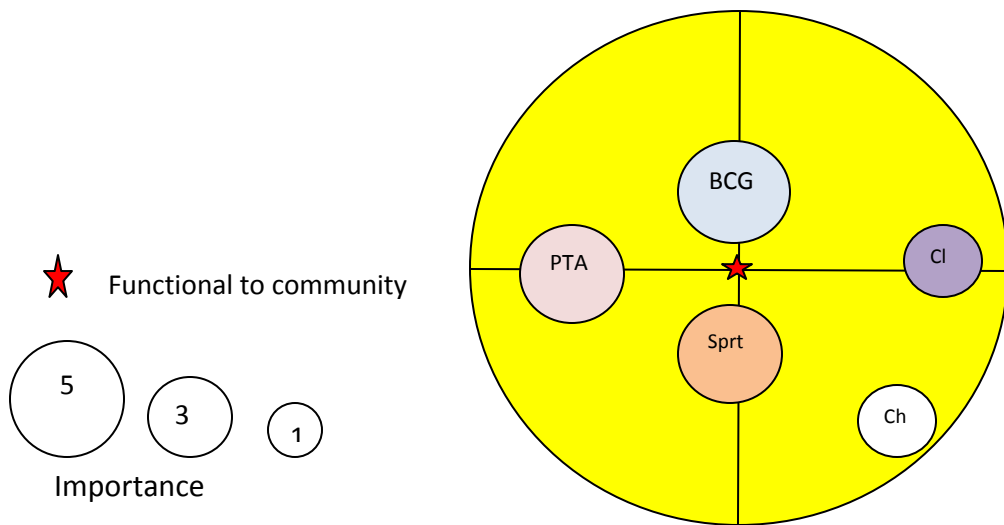 BCG
PTA
Cl
Functional to community
Sprt
5
3
1
Ch
Importance